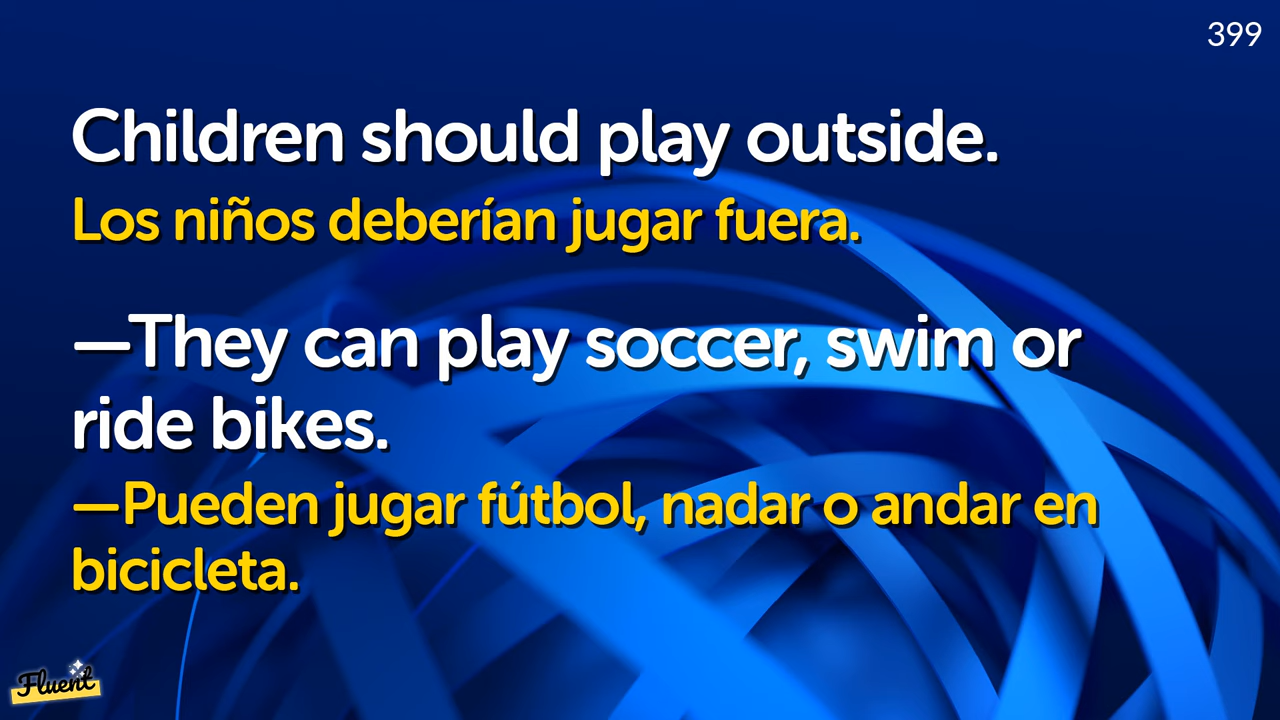 399
Children should play outside.
Los niños deberían jugar fuera.
—They can play soccer, swim or
ride bikes.
—Pueden jugar fútbol, nadar o andar en
bicicleta.
Fluent